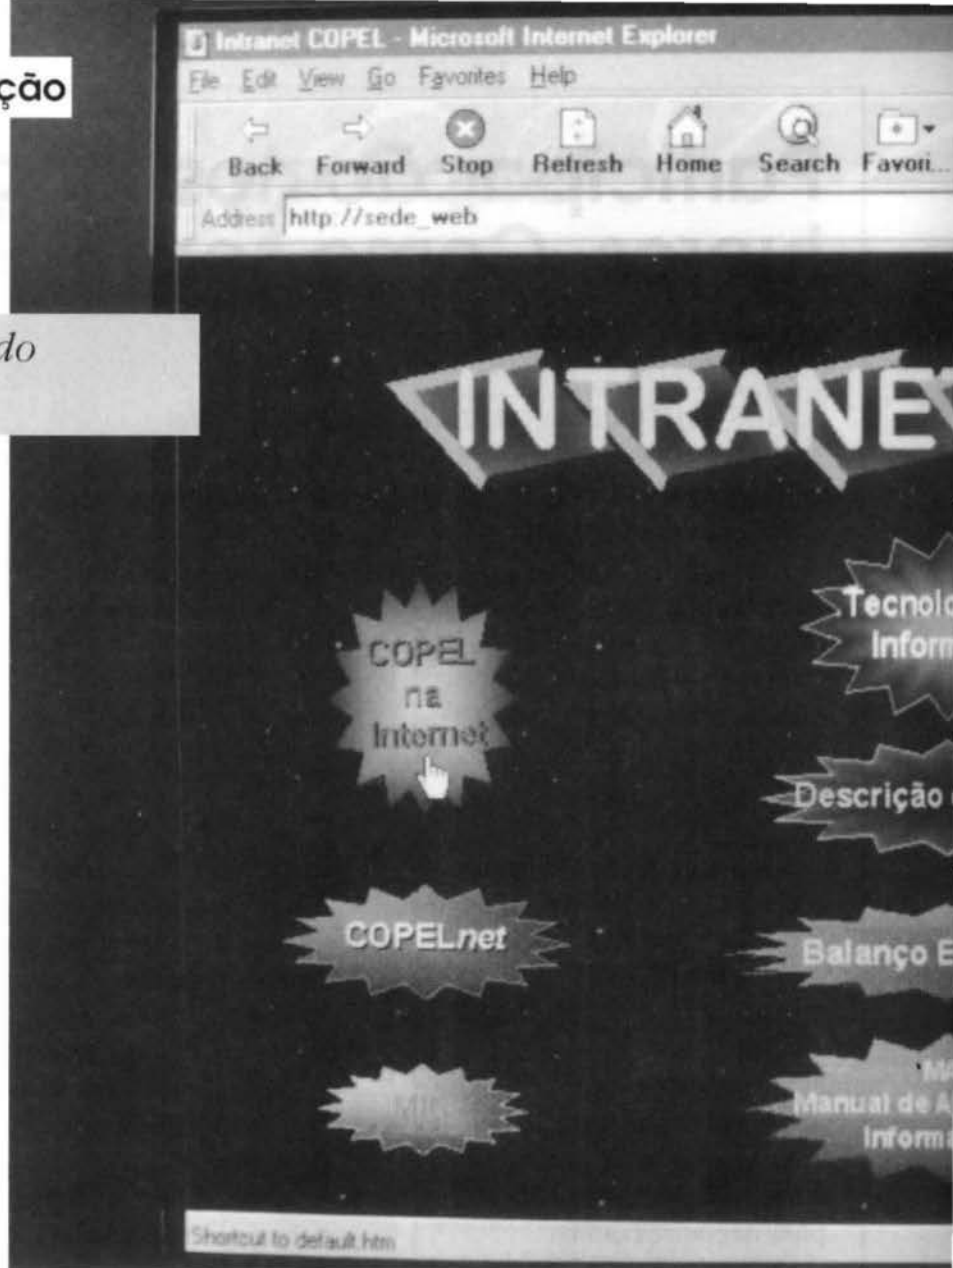 ção
do
Intranet COPEL - Microsoft Internet Explorer
File Edit View Go Favorites Help
Back Forward Stop Refresh Home Search Favori...
Address http://sede_web
INTRANET
COPEL
na
Internet
Tecnolo
Inform
Descrição
COPELnet
Balanço E
Manual de A
Informa
Shortcut to default.htm